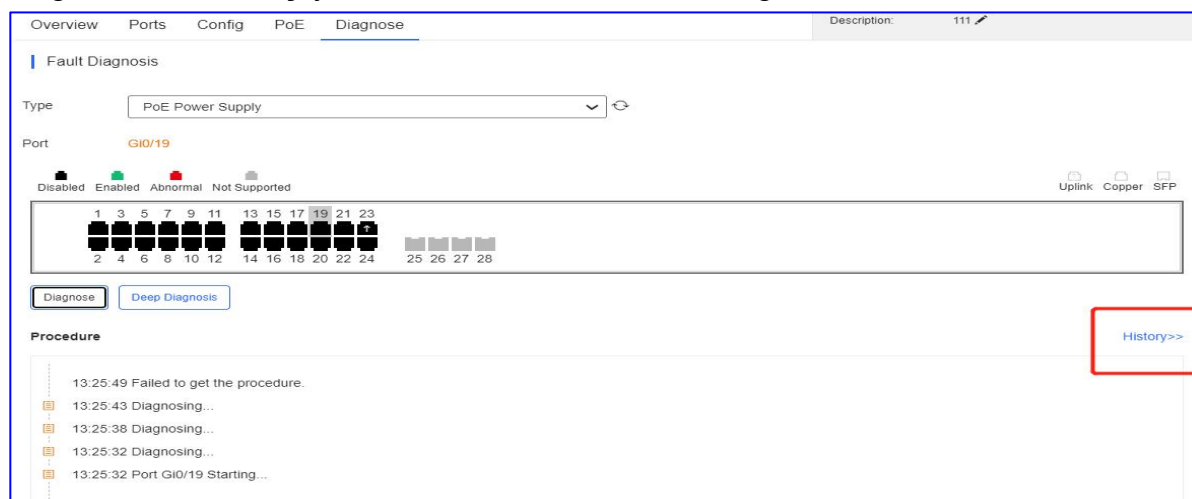 Overview Ports Config PoE Diagnose Description: 111
Fault Diagnosis
Type PoE Power Supply
Port Gi0/19
Disabled Enabled Abnormal Not Supported Uplink Copper SFP
1 3 5 7 9 11 13 15 17 19 21 23
2 4 6 8 10 12 14 16 18 20 22 24 25 26 27 28
Diagnose Deep Diagnosis
Procedure History>>
13:25:49 Failed to get the procedure.
13:25:43 Diagnosing...
13:25:38 Diagnosing...
13:25:32 Diagnosing...
13:25:32 Port Gi0/19 Starting...